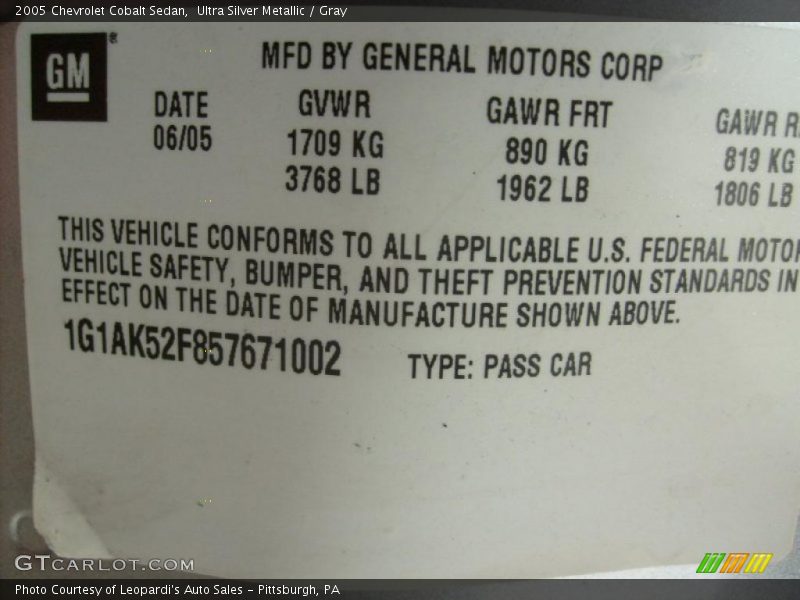 2005 Chevrolet Cobalt Sedan, Ultra Silver Metallic / Gray
GM ®
MFD BY GENERAL MOTORS CORP
DATE GVWR GAWR FRT GAWR R
06/05 1709 KG 890 KG 819 KG
3768 LB 1962 LB 1806 LB
THIS VEHICLE CONFORMS TO ALL APPLICABLE U.S. FEDERAL MOTOR
VEHICLE SAFETY, BUMPER, AND THEFT PREVENTION STANDARDS IN
EFFECT ON THE DATE OF MANUFACTURE SHOWN ABOVE.
1G1AK52F857671002 TYPE: PASS CAR
GTCARLOT.COM
Photo Courtesy of Leopardi's Auto Sales - Pittsburgh, PA